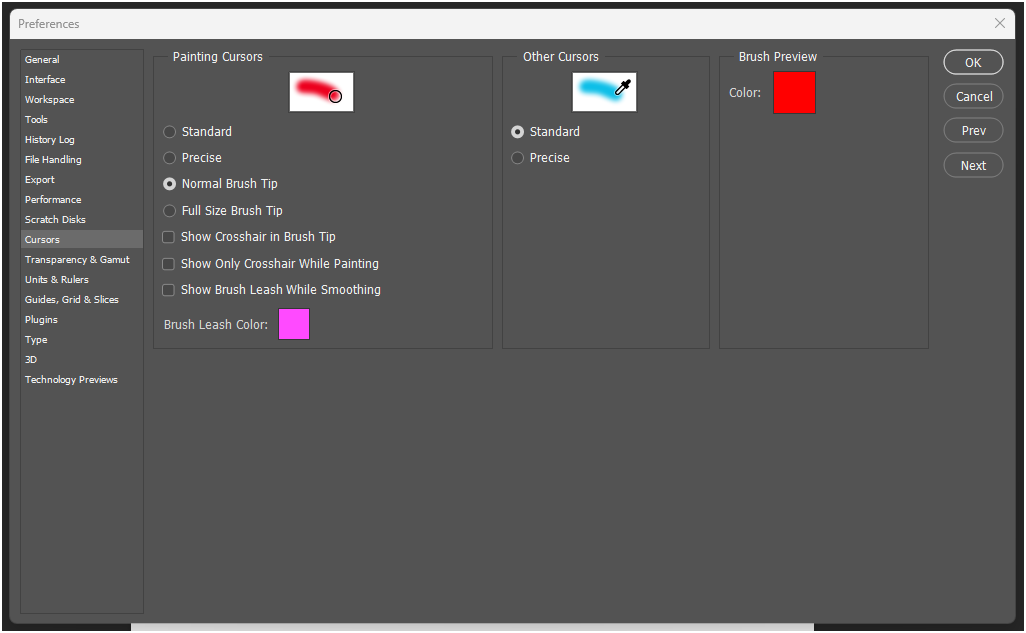 Preferences
General
Interface
Workspace
Tools
History Log
File Handling
Export
Performance
Scratch Disks
Cursors
Transparency & Gamut
Units & Rulers
Guides, Grid & Slices
Plugins
Type
3D
Technology Previews
Painting Cursors
Standard
Precise
Normal Brush Tip
Full Size Brush Tip
Show Crosshair in Brush Tip
Show Only Crosshair While Painting
Show Brush Leash While Smoothing
Brush Leash Color:
Other Cursors
Standard
Precise
Brush Preview
Color:
OK
Cancel
Prev
Next